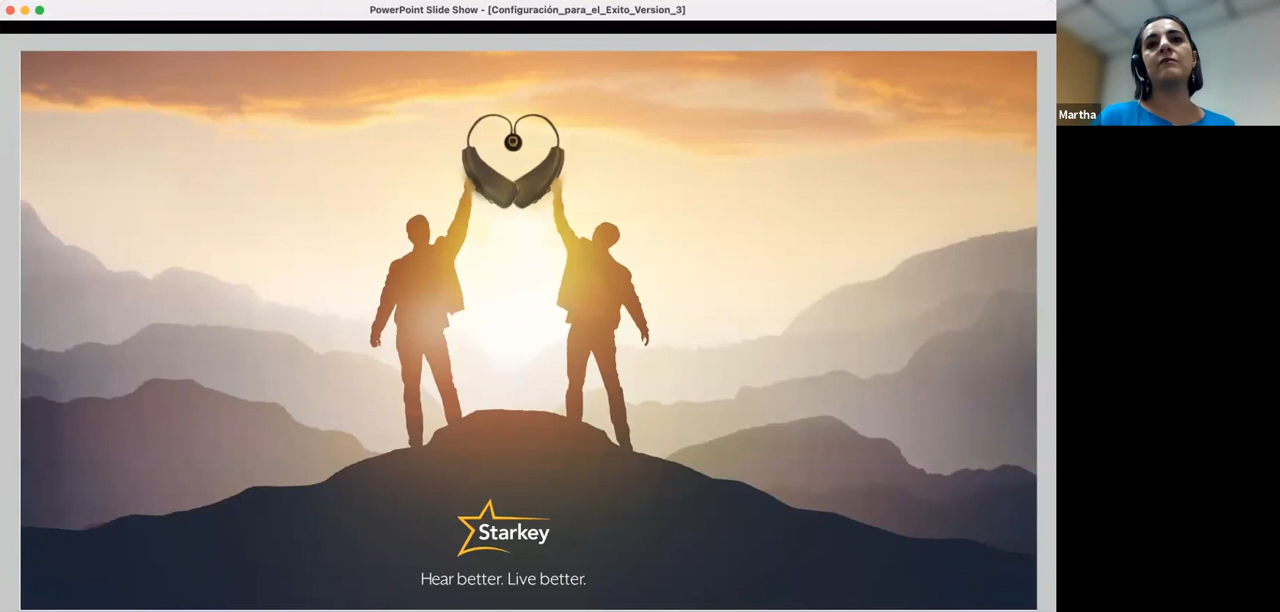 PowerPoint Slide Show - [Configuración_para_el_Exito_Version_3]
Martha
Starkey
Hear better. Live better.